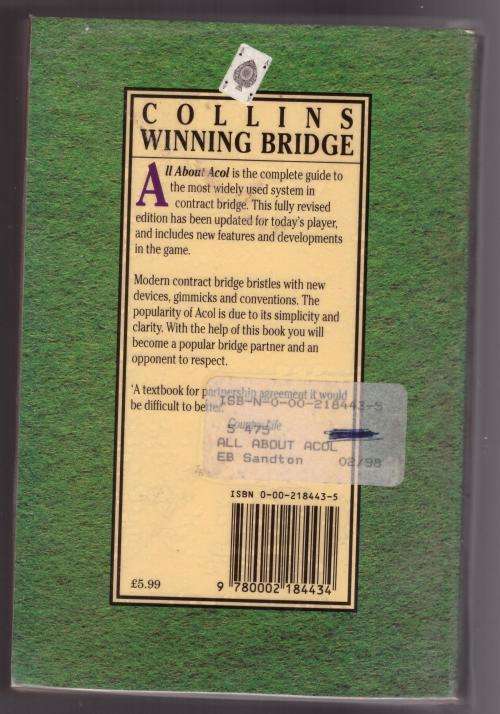 COLLINS
WINNING BRIDGE
All About Acol is the complete guide to
the most widely used system in
contract bridge. This fully revised
edition has been updated for today's player,
and includes new features and developments
in the game.
Modern contract bridge bristles with new
devices, gimmicks and conventions. The
popularity of Acol is due to its simplicity and
clarity. With the help of this book you will
become a popular bridge partner and an
opponent to respect.
'A textbook for partnership agreement it would
be difficult to better.'
Country Life
ISB-N-0-00-218443-5
S 475
ALL ABOUT ACOL
EB Sandton 02/98
ISBN 0-00-218443-5
£5.99
9 780002 184434